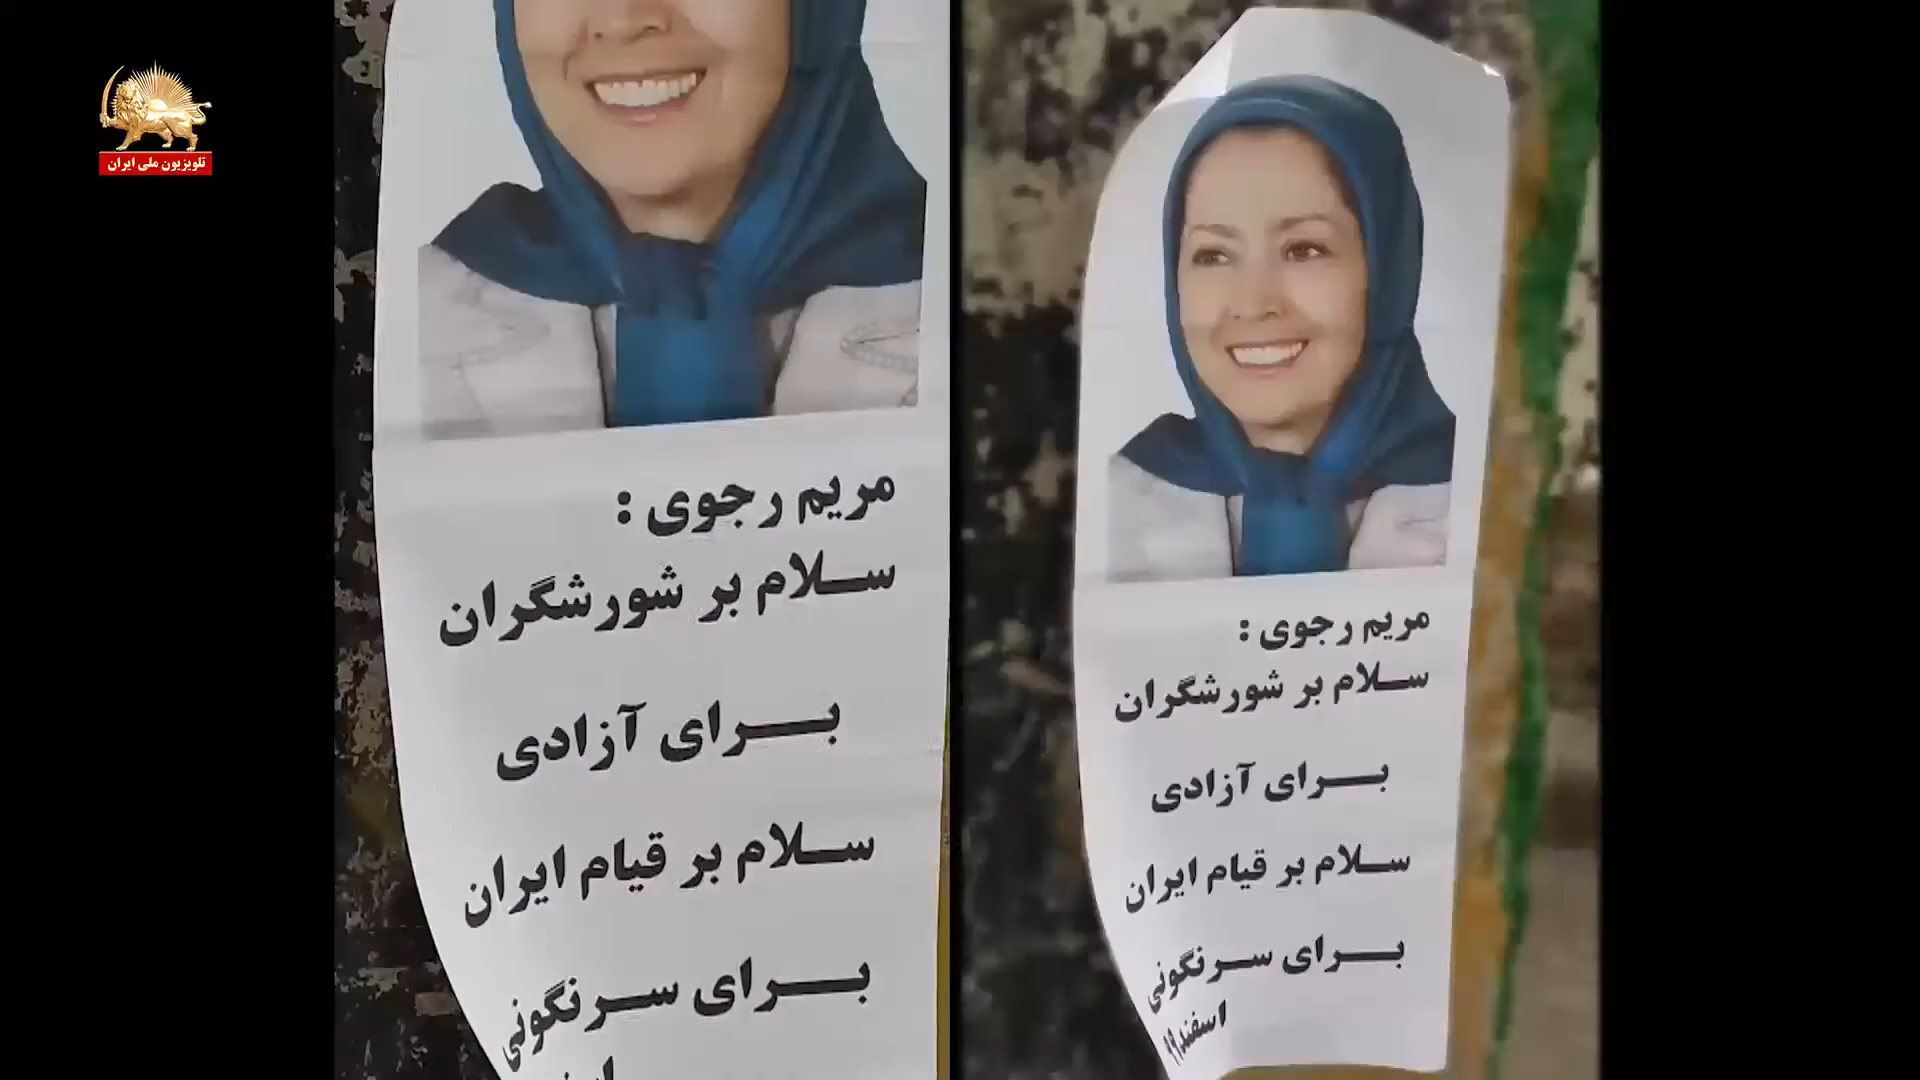 تلویزیون ملی ایران
مریم رجوی :
سلام بر شورشگران
برای آزادی
سلام بر قیام ایران
برای سرنگونی
مریم رجوی :
سلام بر شورشگران
برای آزادی
سلام بر قیام ایران
برای سرنگونی
اسفند۹۹